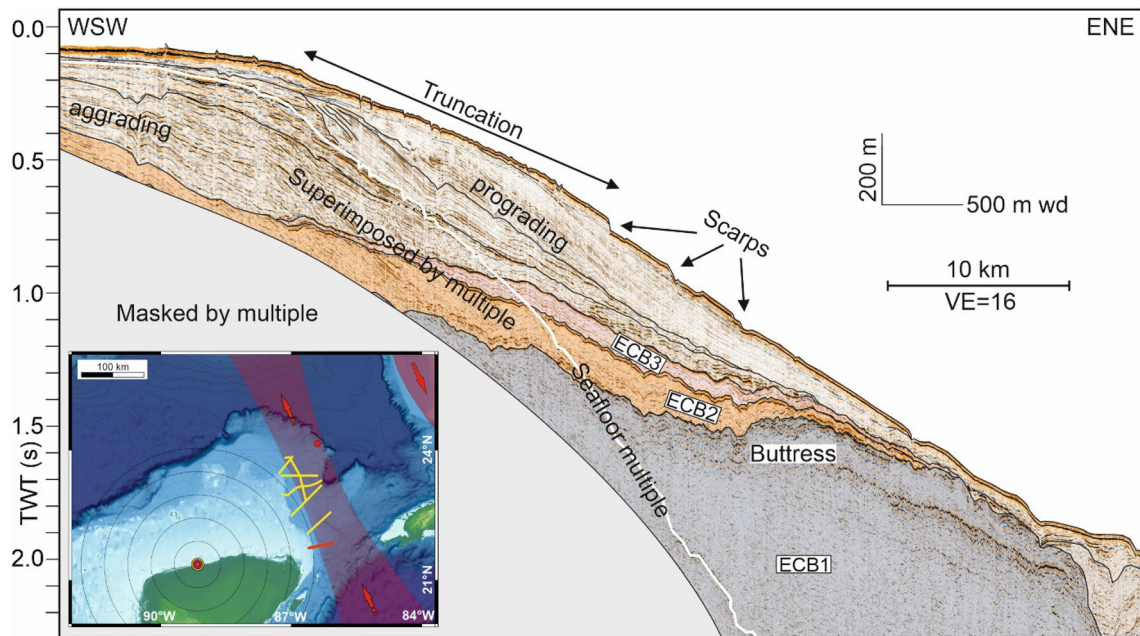 WSW
ENE
0.0
0.5
1.0
1.5
2.0
TWT (s)
aggrading
Truncation
prograding
Superimposed by multiple
Scarps
200 m
500 m wd
10 km
VE=16
Masked by multiple
ECB3
ECB2
Seafloor multiple
Buttress
ECB1
100 km
24°N
21°N
90°W
87°W
84°W